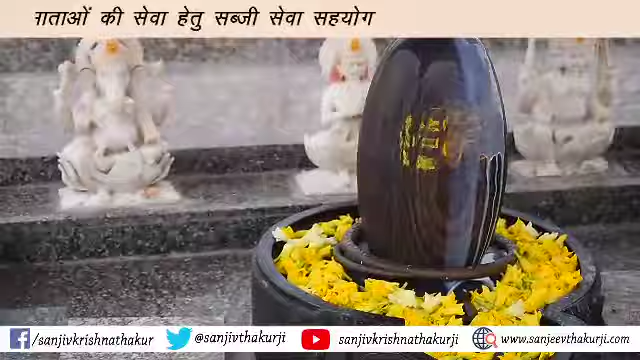 माताओं की सेवा हेतु सब्जी सेवा सहयोग
/sanjivkrishnathakur @sanjivthakurji /sanjivkrishnathakurji www.sanjeevthakurji.com